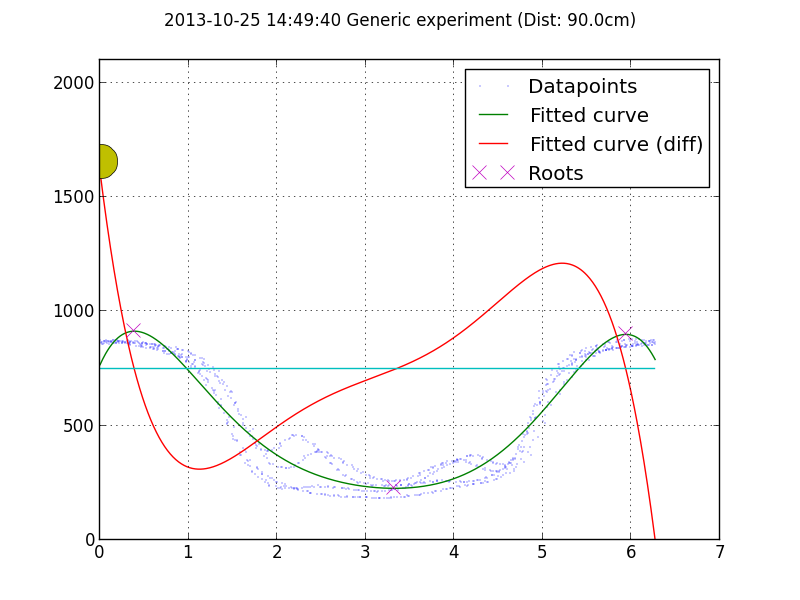 2013-10-25 14:49:40 Generic experiment (Dist: 90.0cm)
2000
1500
1000
500
0
0 1 2 3 4 5 6 7
Datapoints
Fitted curve
Fitted curve (diff)
Roots